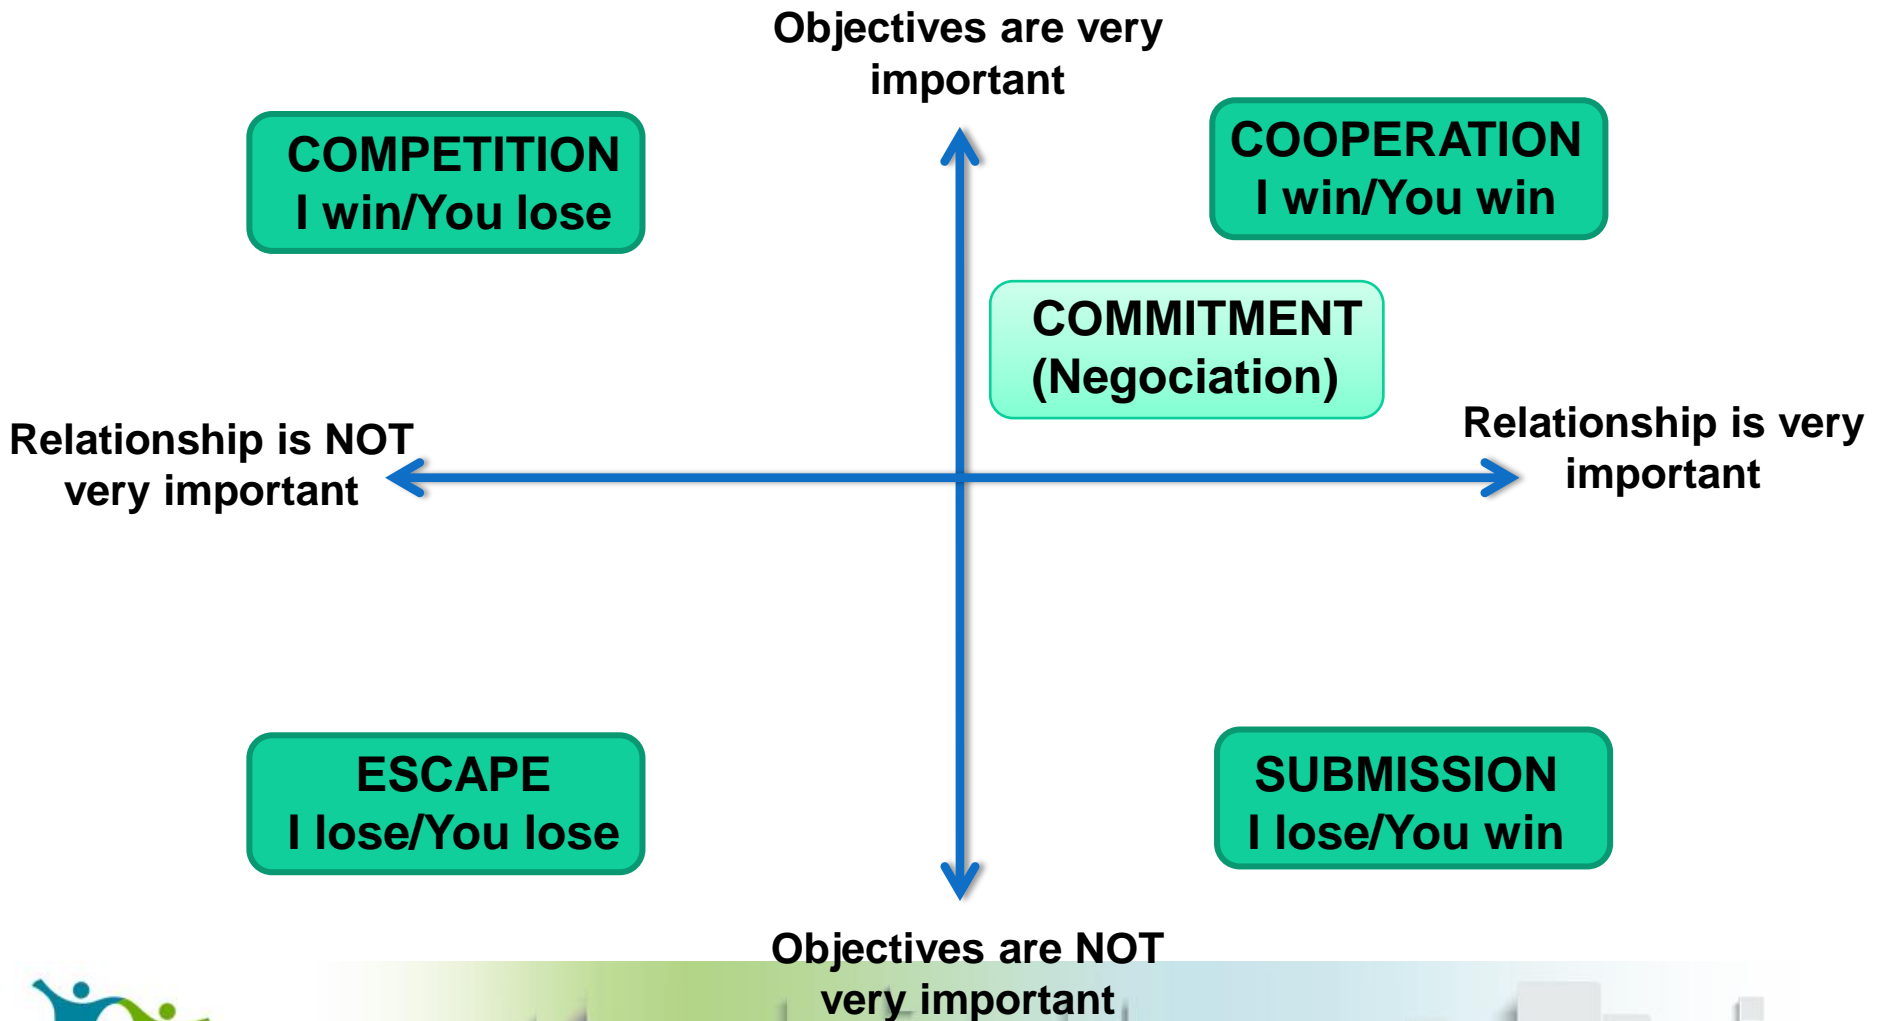 Objectives are very
important
COMPETITION
I win/You lose
COOPERATION
I win/You win
COMMITMENT
(Negociation)
Relationship is NOT
very important
Relationship is very
important
ESCAPE
I lose/You lose
SUBMISSION
I lose/You win
Objectives are NOT
very important